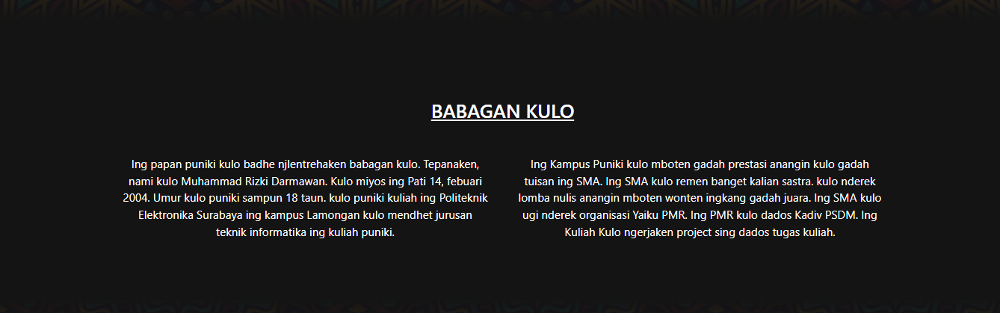 BABAGAN KULO
Ing papan puniki kulo badhe njlentrehaken babagan kulo. Tepanaken,
nami kulo Muhammad Rizki Darmawan. Kulo miyos ing Pati 14, febuari
2004. Umur kulo puniki sampun 18 taun. kulo puniki kuliah ing Politeknik
Elektronika Surabaya ing kampus Lamongan kulo mendhet jurusan
teknik informatika ing kuliah puniki.
Ing Kampus Puniki kulo mboten gadah prestasi anangin kulo gadah
tuisan ing SMA. Ing SMA kulo remen banget kalian sastra. kulo nderek
lomba nulis anangin mboten wonten ingkang gadah juara. Ing SMA kulo
ugi nderek organisasi Yaiku PMR. Ing PMR kulo dados Kadiv PSDM. Ing
Kuliah Kulo ngerjaken project sing dados tugas kuliah.